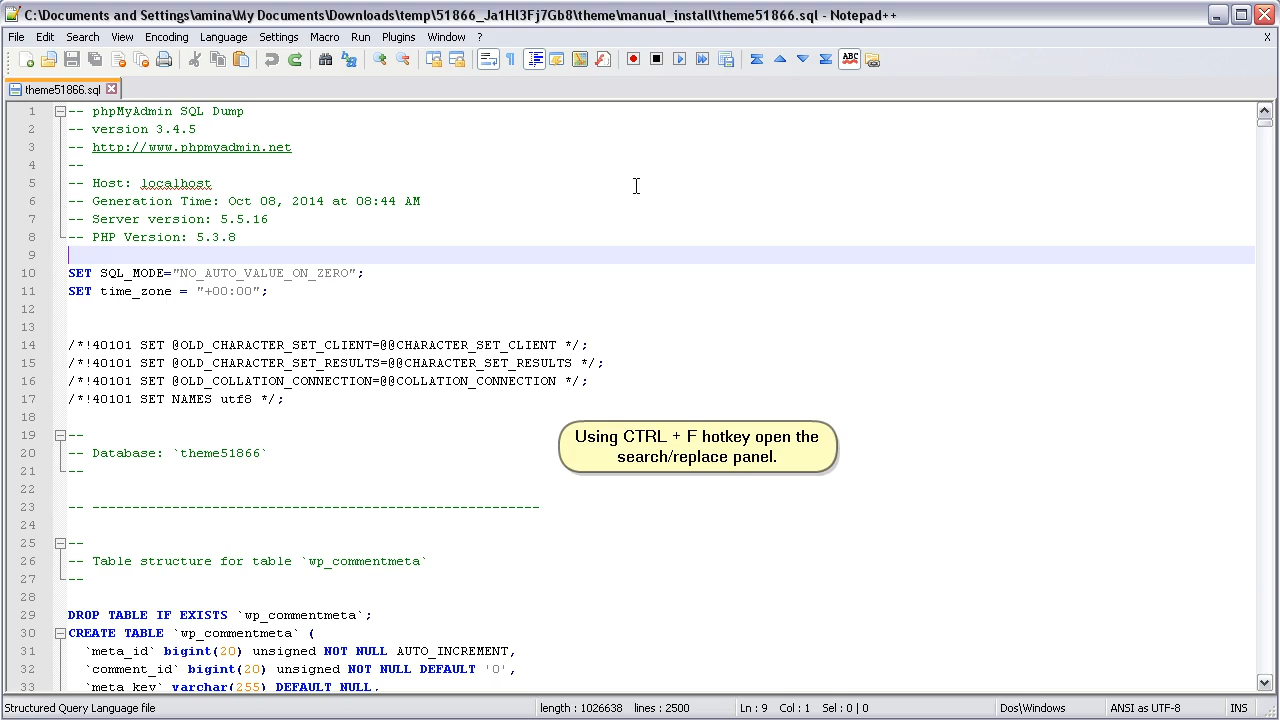 C:\Documents and Settings\amina\My Documents\Downloads\temp\51866_Ja1Hl3Fj7Gb8\theme\manual_install\theme51866.sql - Notepad++
File Edit Search View Encoding Language Settings Macro Run Plugins Window ? X
theme51866.sql
1 -- phpMyAdmin SQL Dump
2 -- version 3.4.5
3 -- http://www.phpmyadmin.net
4 --
5 -- Host: localhost
6 -- Generation Time: Oct 08, 2014 at 08:44 AM
7 -- Server version: 5.5.16
8 -- PHP Version: 5.3.8
9
10 SET SQL_MODE="NO_AUTO_VALUE_ON_ZERO";
11 SET time_zone = "+00:00";
12
13
14 /*!40101 SET @OLD_CHARACTER_SET_CLIENT=@@CHARACTER_SET_CLIENT */;
15 /*!40101 SET @OLD_CHARACTER_SET_RESULTS=@@CHARACTER_SET_RESULTS */;
16 /*!40101 SET @OLD_COLLATION_CONNECTION=@@COLLATION_CONNECTION */;
17 /*!40101 SET NAMES utf8 */;
18
19 --
20 -- Database: `theme51866`
21 --
22
23 -- --------------------------------------------------------
24
25 --
26 -- Table structure for table `wp_commentmeta`
27 --
28
29 DROP TABLE IF EXISTS `wp_commentmeta`;
30 CREATE TABLE `wp_commentmeta` (
31 `meta_id` bigint(20) unsigned NOT NULL AUTO_INCREMENT,
32 `comment_id` bigint(20) unsigned NOT NULL DEFAULT '0',
33 `meta_key` varchar(255) DEFAULT NULL,
Using CTRL + F hotkey open the
search/replace panel.
Structured Query Language file length : 1026638 lines : 2500 Ln : 9 Col : 1 Sel : 0 | 0 Dos\Windows ANSI as UTF-8 INS